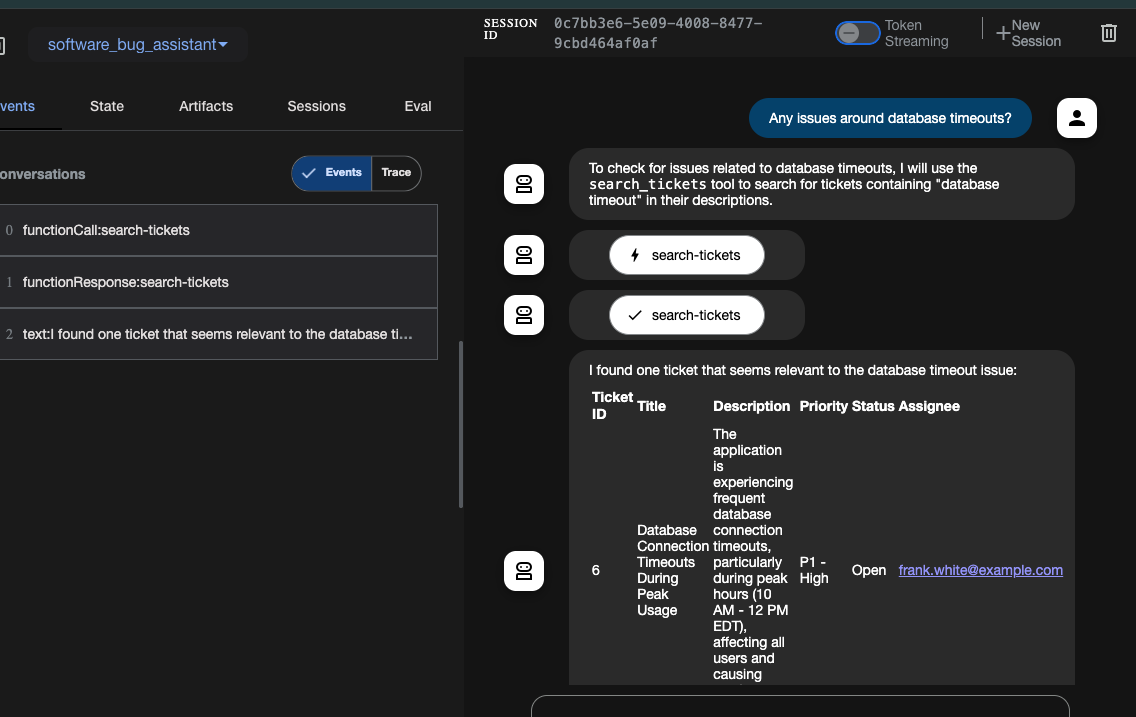 software_bug_assistant
SESSION
ID
0c7bb3e6-5e09-4008-8477-
9cbd464af0af
Token
Streaming
New
Session
vents
State
Artifacts
Sessions
Eval
onversations
Events
Trace
0 functionCall:search-tickets
1 functionResponse:search-tickets
2 text:I found one ticket that seems relevant to the database ti...
Any issues around database timeouts?
To check for issues related to database timeouts, I will use the
search_tickets tool to search for tickets containing "database
timeout" in their descriptions.
search-tickets
search-tickets
I found one ticket that seems relevant to the database timeout issue:
Ticket
ID
Title
Description
Priority
Status
Assignee
6
Database
Connection
Timeouts
During
Peak
Usage
The
application
is
experiencing
frequent
database
connection
timeouts,
particularly
during peak
hours (10
AM - 12 PM
EDT),
affecting all
users and
causing
P1 -
High
Open
frank.white@example.com